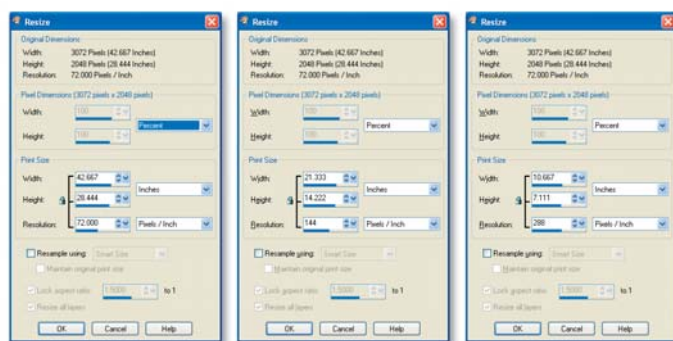 Resize
Original Dimensions
Width: 3072 Pixels (42.667 Inches)
Height: 2048 Pixels (28.444 Inches)
Resolution: 72.000 Pixels / Inch
Pixel Dimensions (3072 pixels x 2048 pixels)
Width: 100
Percent
Height: 100
Print Size
Width: 42.667
Inches
Height: 28.444
Resolution: 72.000 Pixels / Inch
Resample using: Smart Size
Maintain original print size
Lock aspect ratio: 1.5000 to 1
Resize all layers
OK Cancel Help
Resize
Original Dimensions
Width: 3072 Pixels (42.667 Inches)
Height: 2048 Pixels (28.444 Inches)
Resolution: 72.000 Pixels / Inch
Pixel Dimensions (3072 pixels x 2048 pixels)
Width: 100
Percent
Height: 100
Print Size
Width: 21.333
Inches
Height: 14.222
Resolution: 144 Pixels / Inch
Resample using: Smart Size
Maintain original print size
Lock aspect ratio: 1.5000 to 1
Resize all layers
OK Cancel Help
Resize
Original Dimensions
Width: 3072 Pixels (42.667 Inches)
Height: 2048 Pixels (28.444 Inches)
Resolution: 72.000 Pixels / Inch
Pixel Dimensions (3072 pixels x 2048 pixels)
Width: 100
Percent
Height: 100
Print Size
Width: 10.667
Inches
Height: 7.111
Resolution: 288 Pixels / Inch
Resample using: Smart Size
Maintain original print size
Lock aspect ratio: 1.5000 to 1
Resize all layers
OK Cancel Help